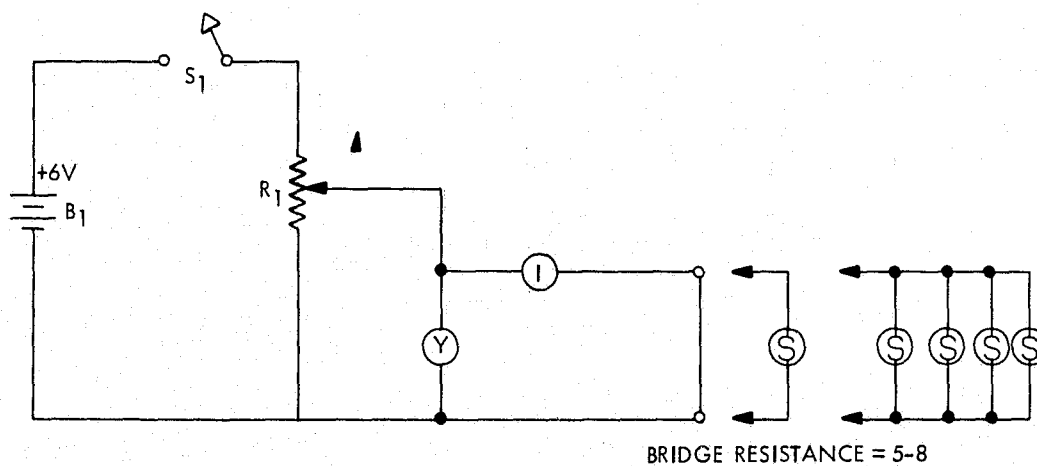 S1
+6V
B1
R1
I
Y
S
S S S S
BRIDGE RESISTANCE = 5-8